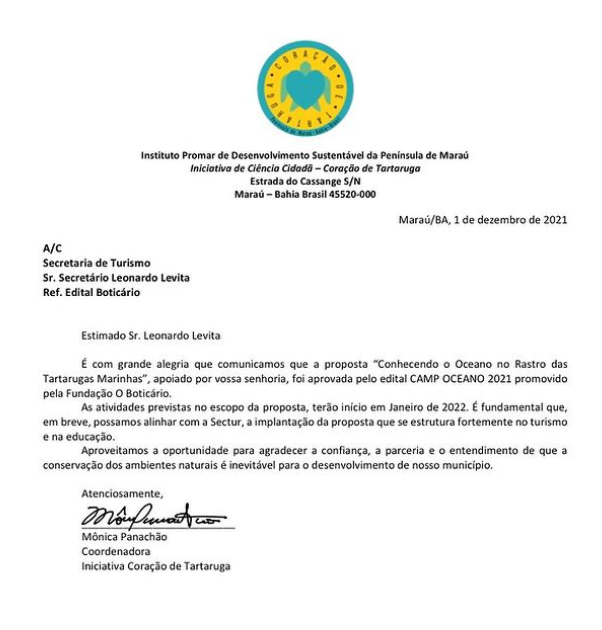 CORAÇÃO DE TARTARUGA
Península de Maraú - Bahia - Brasil
Instituto Promar de Desenvolvimento Sustentável da Península de Maraú
Iniciativa de Ciência Cidadã – Coração de Tartaruga
Estrada do Cassange S/N
Maraú – Bahia Brasil 45520-000
Maraú/BA, 1 de dezembro de 2021
A/C
Secretaria de Turismo
Sr. Secretário Leonardo Levita
Ref. Edital Boticário
Estimado Sr. Leonardo Levita
É com grande alegria que comunicamos que a proposta “Conhecendo o Oceano no Rastro das
Tartarugas Marinhas”, apoiado por vossa senhoria, foi aprovada pelo edital CAMP OCEANO 2021 promovido
pela Fundação O Boticário.
As atividades previstas no escopo da proposta, terão início em Janeiro de 2022. É fundamental que,
em breve, possamos alinhar com a Sectur, a implantação da proposta que se estrutura fortemente no turismo
e na educação.
Aproveitamos a oportunidade para agradecer a confiança, a parceria e o entendimento de que a
conservação dos ambientes naturais é inevitável para o desenvolvimento de nosso município.
Atenciosamente,
Mônica Panachão
Coordenadora
Iniciativa Coração de Tartaruga